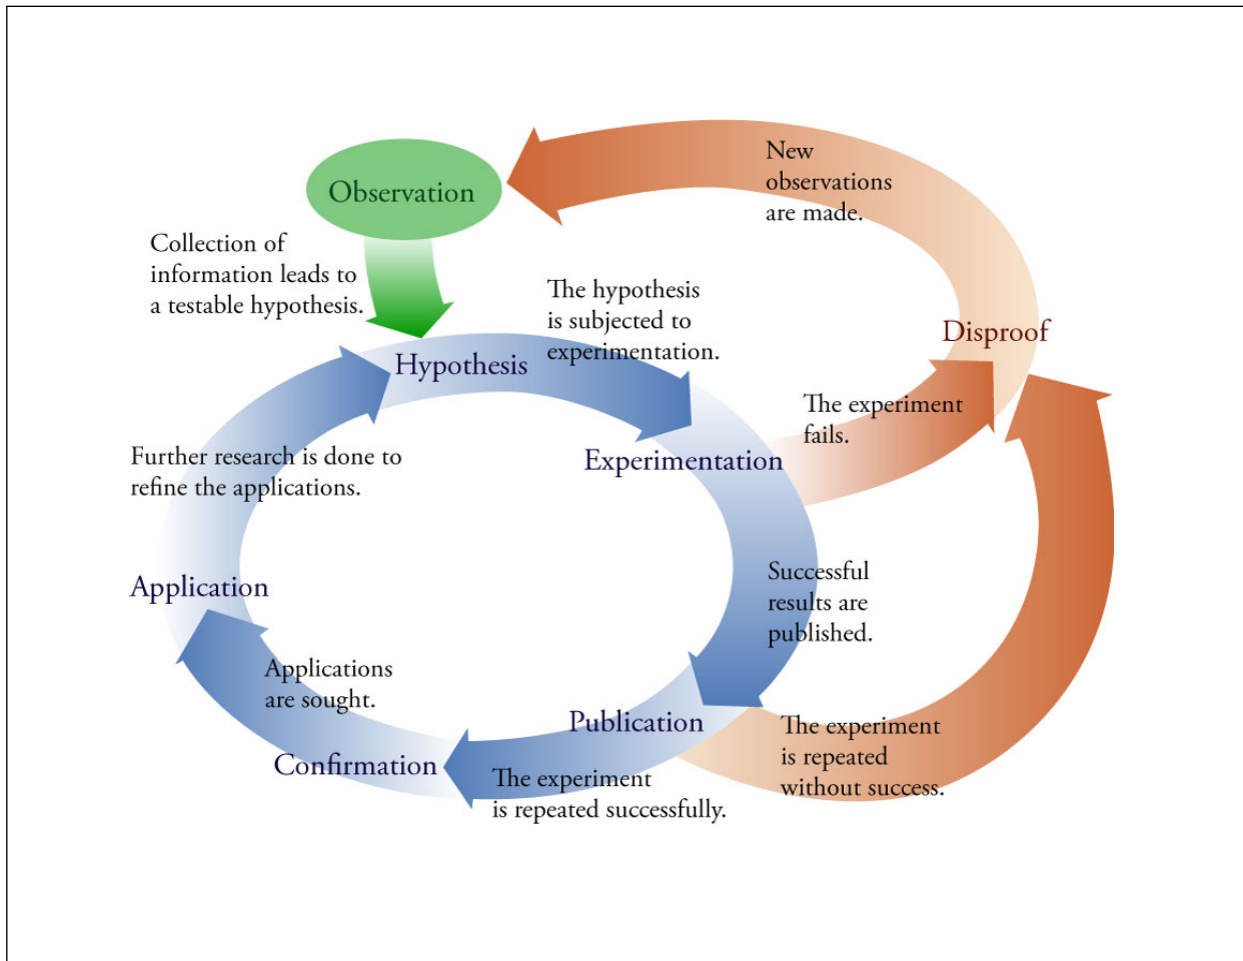 New
observations
are made.
Observation
Collection of
information leads to
a testable hypothesis.
The hypothesis
is subjected to
experimentation.
Disproof
Hypothesis
The experiment
fails.
Experimentation
Further research is done to
refine the applications.
Successful
results are
published.
Application
Applications
are sought.
Publication
The experiment
is repeated
without success.
Confirmation
The experiment
is repeated successfully.